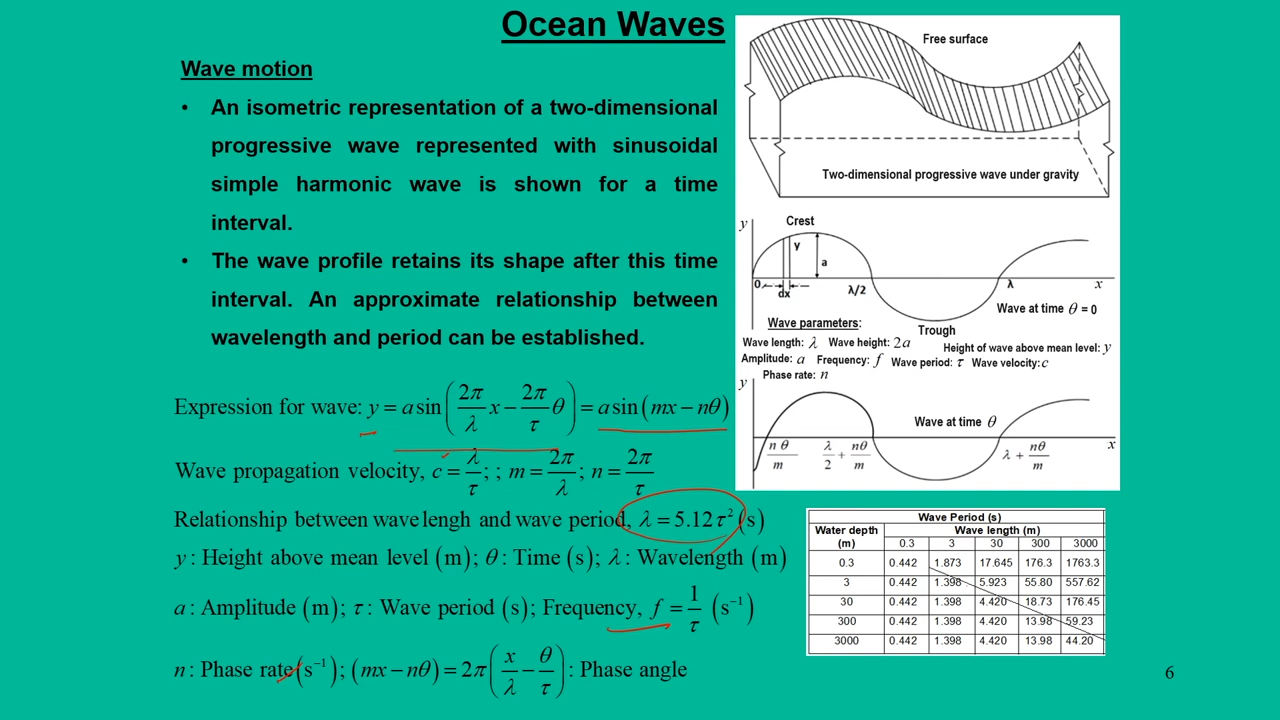 Ocean Waves
Wave motion
• An isometric representation of a two-dimensional
progressive wave represented with sinusoidal
simple harmonic wave is shown for a time
interval.
• The wave profile retains its shape after this time
interval. An approximate relationship between
wavelength and period can be established.
Expression for wave: y = a sin(2π/λ x − 2π/τ θ) = a sin(mx − nθ)
Wave propagation velocity, c = λ/τ; ; m = 2π/λ; n = 2π/τ
Relationship between wave lengh and wave period, λ = 5.12τ² (s)
y : Height above mean level (m); θ : Time (s); λ : Wavelength (m)
a : Amplitude (m); τ : Wave period (s); Frequency, f = 1/τ (s⁻¹)
n : Phase rate(s⁻¹); (mx − nθ) = 2π(x/λ − θ/τ) : Phase angle
Free surface
Two-dimensional progressive wave under gravity
y
Crest
y
a
0
dx
λ/2
λ
x
Wave at time θ = 0
Wave parameters:
Trough
Wave length: λ Wave height: 2a Height of wave above mean level: y
Amplitude: a Frequency: f Wave period: τ Wave velocity: c
Phase rate: n
y
Wave at time θ
x
nθ/m
λ/2 + nθ/m
λ + nθ/m
Wave Period (s)
Water depth (m) Wave length (m)
0.3 3 30 300 3000
0.3 0.442 1.873 17.645 176.3 1763.3
3 0.442 1.398 5.923 55.80 557.62
30 0.442 1.398 4.420 18.73 176.45
300 0.442 1.398 4.420 13.98 59.23
3000 0.442 1.398 4.420 13.98 44.20
6